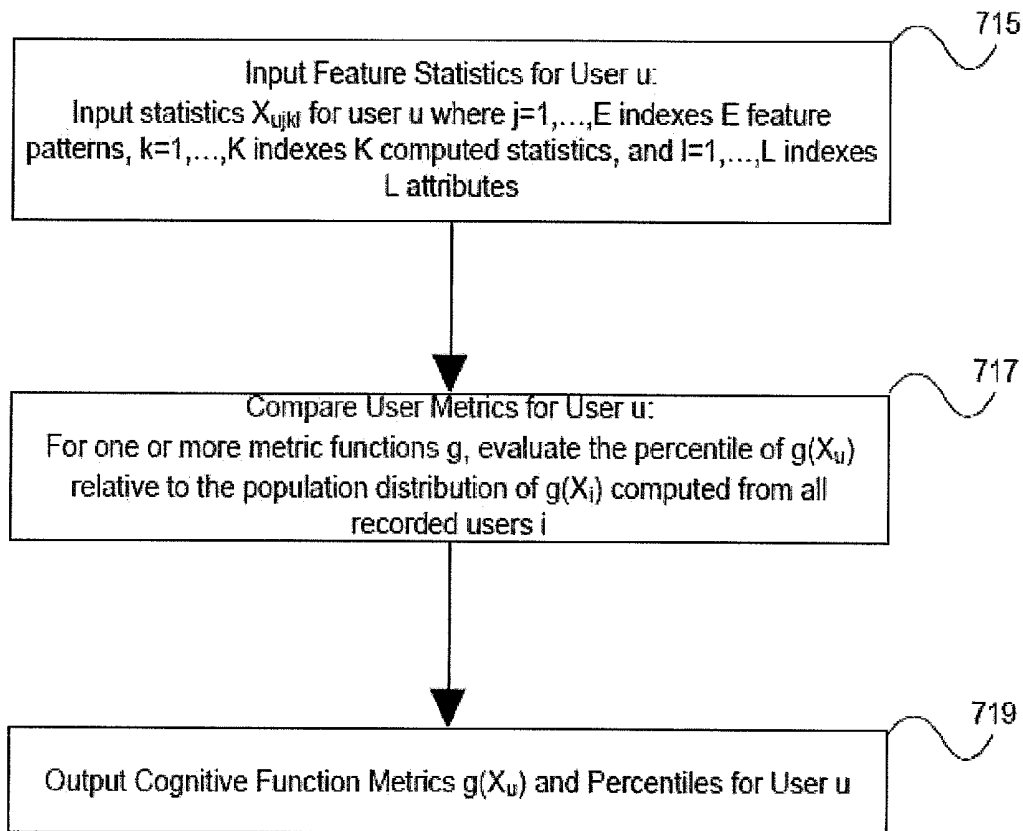 715
Input Feature Statistics for User u:
Input statistics Xujkl for user u where j=1,...,E indexes E feature
patterns, k=1,...,K indexes K computed statistics, and l=1,...,L indexes
L attributes
717
Compare User Metrics for User u:
For one or more metric functions g, evaluate the percentile of g(Xu)
relative to the population distribution of g(Xi) computed from all
recorded users i
719
Output Cognitive Function Metrics g(Xu) and Percentiles for User u